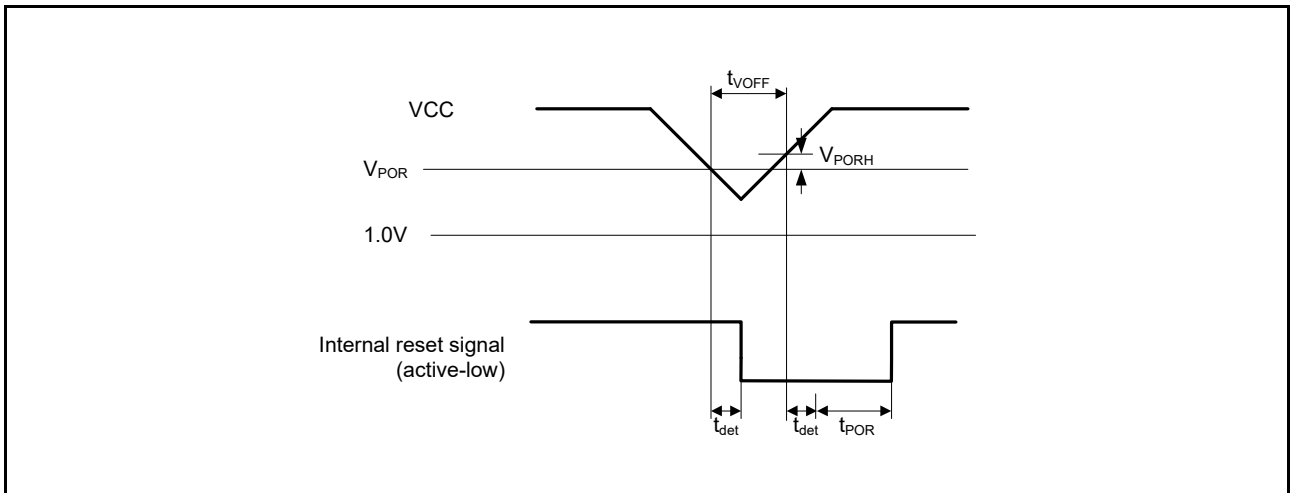 tVOFF
VCC
VPORH
VPOR
1.0V
Internal reset signal
(active-low)
tdet
tdet
tPOR